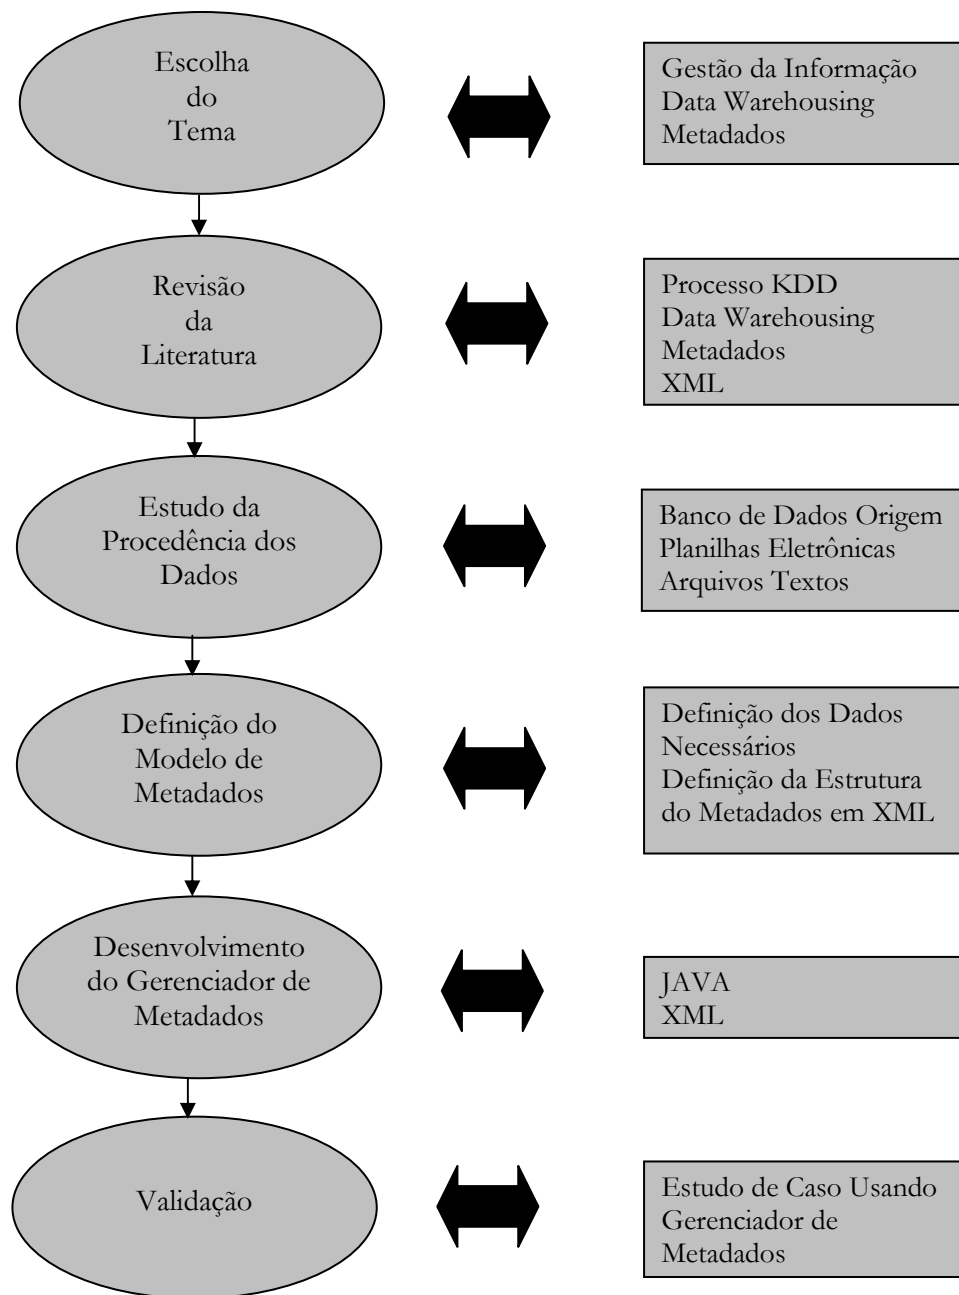 Escolha
do
Tema
Gestão da Informação
Data Warehousing
Metadados
Revisão
da
Literatura
Processo KDD
Data Warehousing
Metadados
XML
Estudo da
Procedência dos
Dados
Banco de Dados Origem
Planilhas Eletrônicas
Arquivos Textos
Definição do
Modelo de
Metadados
Definição dos Dados
Necessários
Definição da Estrutura
do Metadados em XML
Desenvolvimento
do Gerenciador de
Metadados
JAVA
XML
Validação
Estudo de Caso Usando
Gerenciador de
Metadados